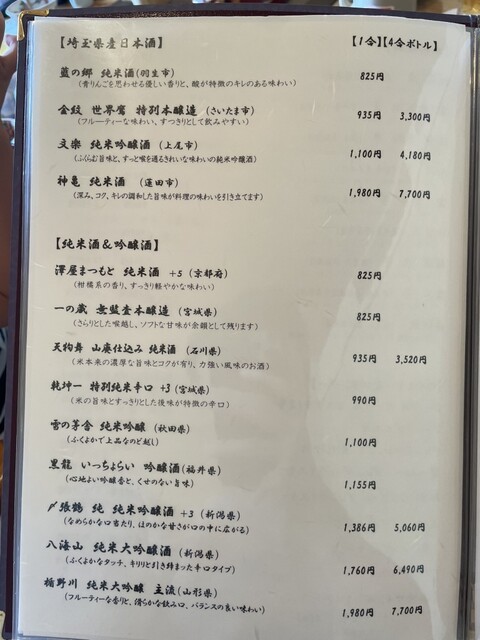 【埼玉県産日本酒】 【1合】【4合ボトル】
藍の郷 純米酒(羽生市) 825円
(青りんごを思わせる優しい香りと、酸が特徴のキレのある味わい)
金紋 世界鷹 特別本醸造 (さいたま市) 935円 3,300円
(フルーティーな味わい、すっきりとして飲みやすい)
文楽 純米吟醸酒 (上尾市) 1,100円 4,180円
(ふくらむ旨味と、すっと喉を通るきれいな味わいの純米吟醸酒)
神亀 純米酒 (蓮田市) 1,980円 7,700円
(深み、コク、キレの調和した旨味が料理の味わいを引き立てます)
【純米酒&吟醸酒】
澤屋まつもと 純米酒 +5 (京都府) 825円
(柑橘系の香り、すっきり軽やかな味わい)
一の蔵 無監査本醸造 (宮城県) 825円
(さらりとした喉越し、ソフトな甘味が余韻として残ります)
天狗舞 山廃仕込み 純米酒 (石川県) 935円 3,520円
(米本来の濃厚な旨味とコクが有り、力強い風味のお酒)
乾坤一 特別純米辛口 +3 (宮城県) 990円
(米の旨味とすっきりとした後味が特徴の辛口)
雪の茅舎 純米吟醸 (秋田県) 1,100円
(ふくよかで上品なのど越し)
黒龍 いっちょらい 吟醸酒(福井県) 1,155円
(心地よい吟醸香と、くせのない旨味)
〆張鶴 純 純米吟醸酒 +3 (新潟県) 1,386円 5,060円
(なめらかな口当たり、ほのかな甘さが口の中に広がる)
八海山 純米大吟醸酒 (新潟県) 1,760円 6,490円
(ふくよかなタッチ、キリリと引き締まった辛口タイプ)
楯野川 純米大吟醸 主流(山形県) 1,980円 7,700円
(フルーティーな香りと、滑らかな飲み口、バランスの良い味わい)